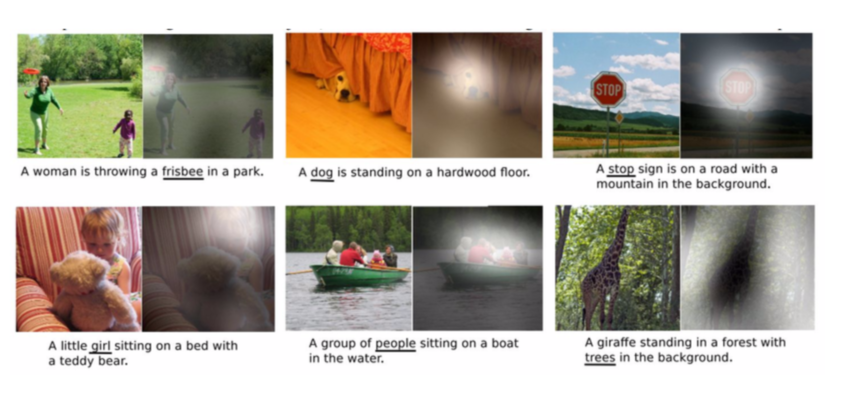 STOP
STOP
A woman is throwing a frisbee in a park.
A dog is standing on a hardwood floor.
A stop sign is on a road with a
mountain in the background.
A little girl sitting on a bed with
a teddy bear.
A group of people sitting on a boat
in the water.
A giraffe standing in a forest with
trees in the background.